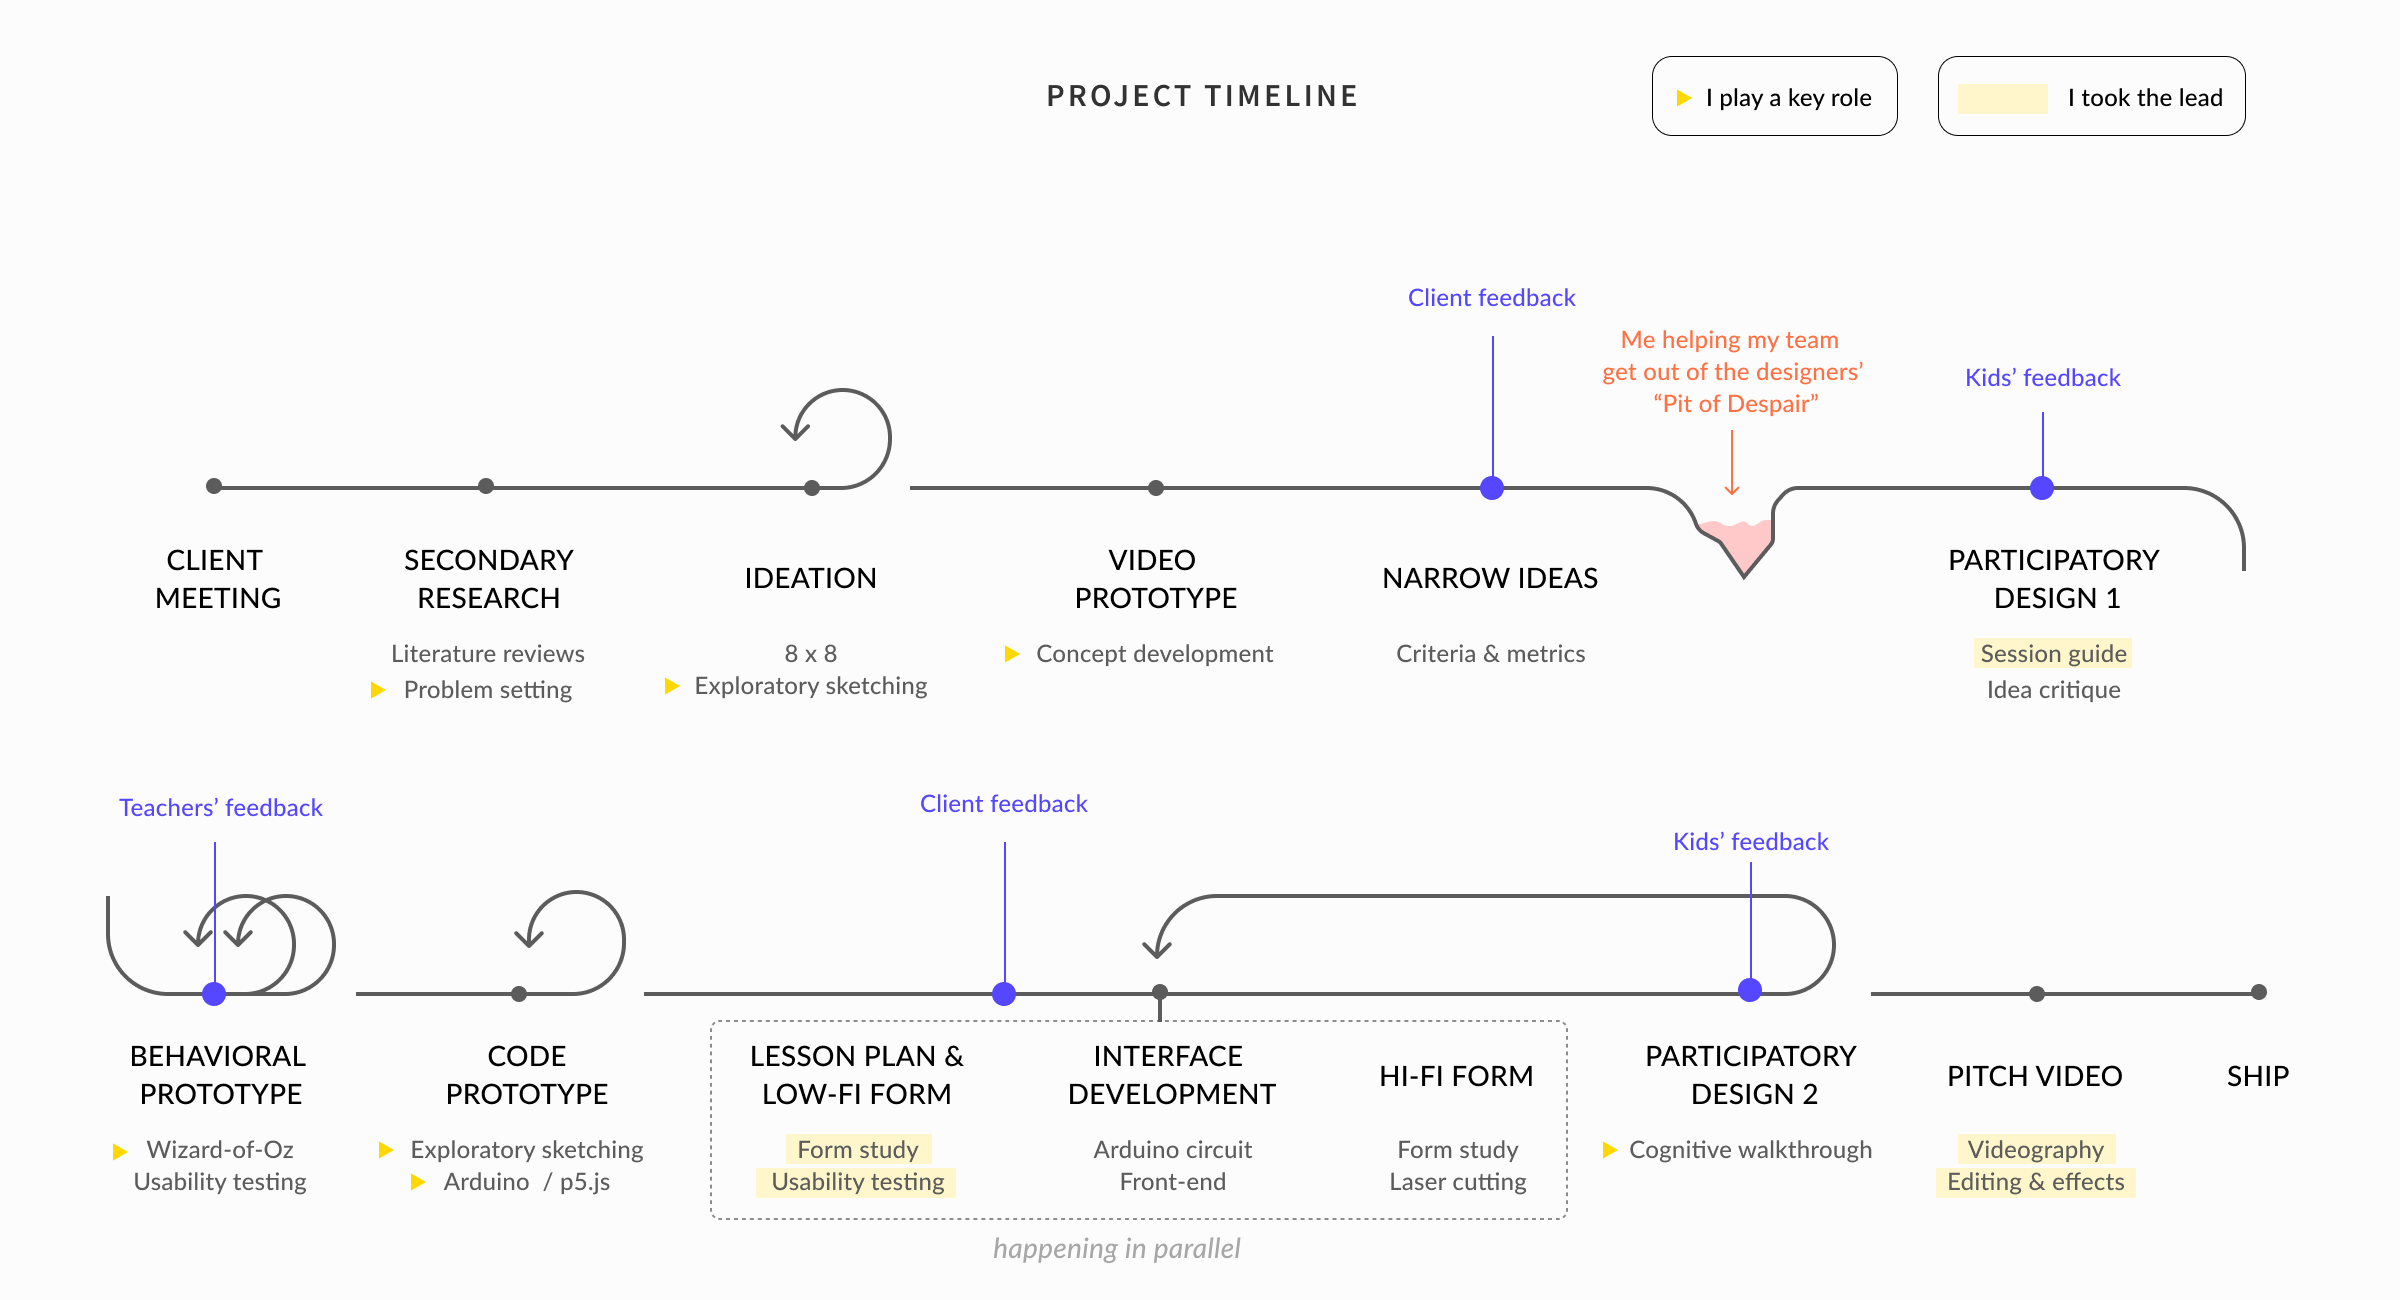 PROJECT TIMELINE
I play a key role
I took the lead
Client feedback
Me helping my team
get out of the designers’
“Pit of Despair”
Kids’ feedback
CLIENT
MEETING
SECONDARY
RESEARCH
Literature reviews
Problem setting
IDEATION
8 x 8
Exploratory sketching
VIDEO
PROTOTYPE
Concept development
NARROW IDEAS
Criteria & metrics
PARTICIPATORY
DESIGN 1
Session guide
Idea critique
Teachers’ feedback
Client feedback
Kids’ feedback
BEHAVIORAL
PROTOTYPE
Wizard-of-Oz
Usability testing
CODE
PROTOTYPE
Exploratory sketching
Arduino / p5.js
LESSON PLAN &
LOW-FI FORM
Form study
Usability testing
INTERFACE
DEVELOPMENT
Arduino circuit
Front-end
HI-FI FORM
Form study
Laser cutting
PARTICIPATORY
DESIGN 2
Cognitive walkthrough
PITCH VIDEO
Videography
Editing & effects
SHIP
happening in parallel